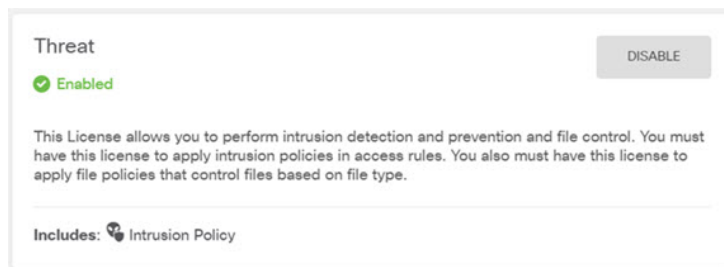 Threat
DISABLE
Enabled
This License allows you to perform intrusion detection and prevention and file control. You must
have this license to apply intrusion policies in access rules. You also must have this license to
apply file policies that control files based on file type.
Includes: Intrusion Policy